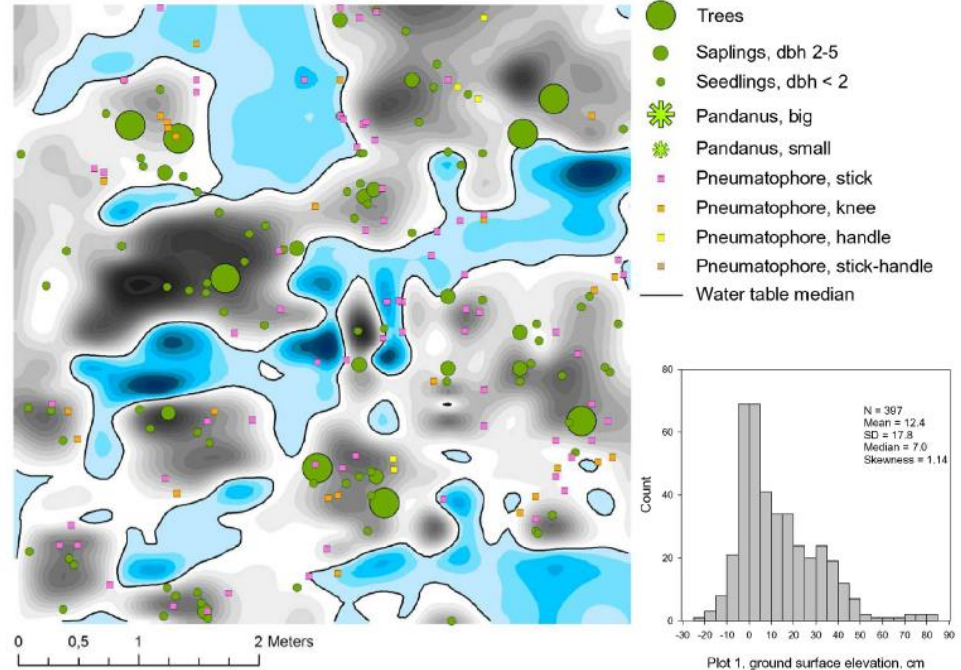 Trees
Saplings, dbh 2-5
Seedlings, dbh < 2
Pandanus, big
Pandanus, small
Pneumatophore, stick
Pneumatophore, knee
Pneumatophore, handle
Pneumatophore, stick-handle
Water table median
0 0,5 1 2 Meters
80
60
40
20
0
Count
N = 397
Mean = 12.4
SD = 17.8
Median = 7.0
Skewness = 1.14
-30 -20 -10 0 10 20 30 40 50 60 70 80 90
Plot 1, ground surface elevation, cm